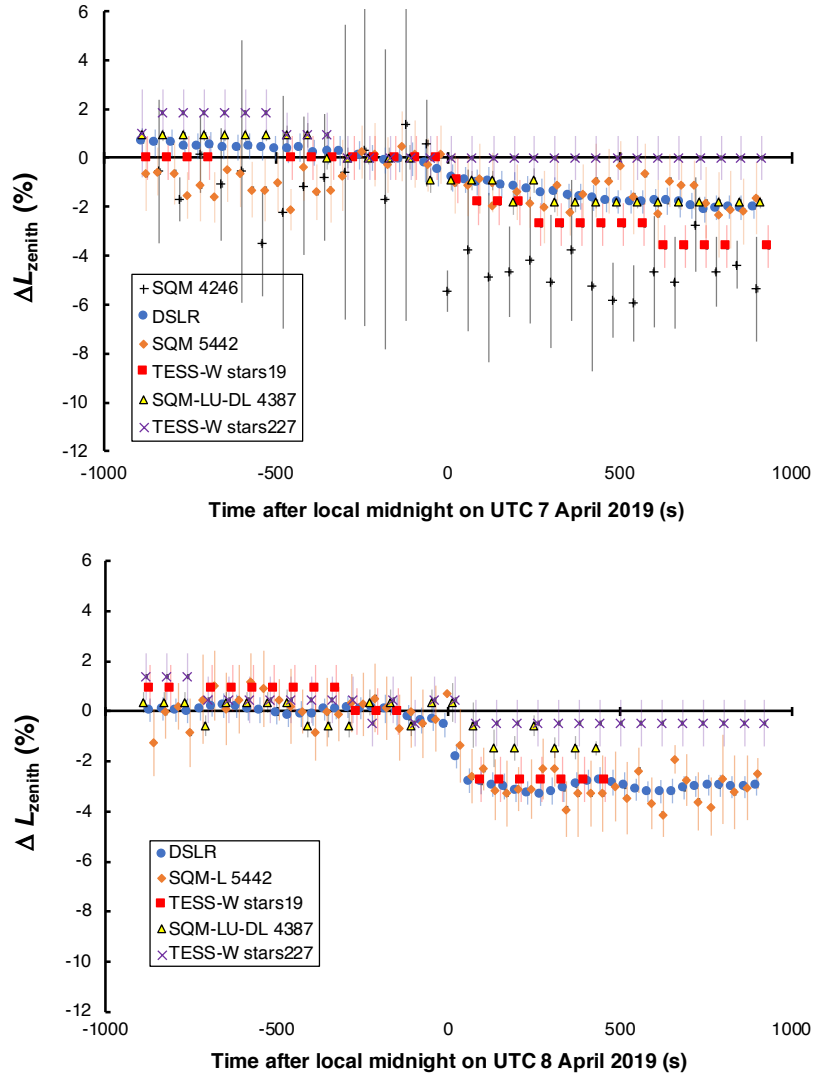 6
4
2
0
-2
-4
-6
-8
-10
-12
ΔLzenith (%)
SQM 4246
DSLR
SQM 5442
TESS-W stars19
SQM-LU-DL 4387
TESS-W stars227
-1000 -500 0 500 1000
Time after local midnight on UTC 7 April 2019 (s)
6
4
2
0
-2
-4
-6
-8
-10
-12
Δ Lzenith (%)
DSLR
SQM-L 5442
TESS-W stars19
SQM-LU-DL 4387
TESS-W stars227
-1000 -500 0 500 1000
Time after local midnight on UTC 8 April 2019 (s)